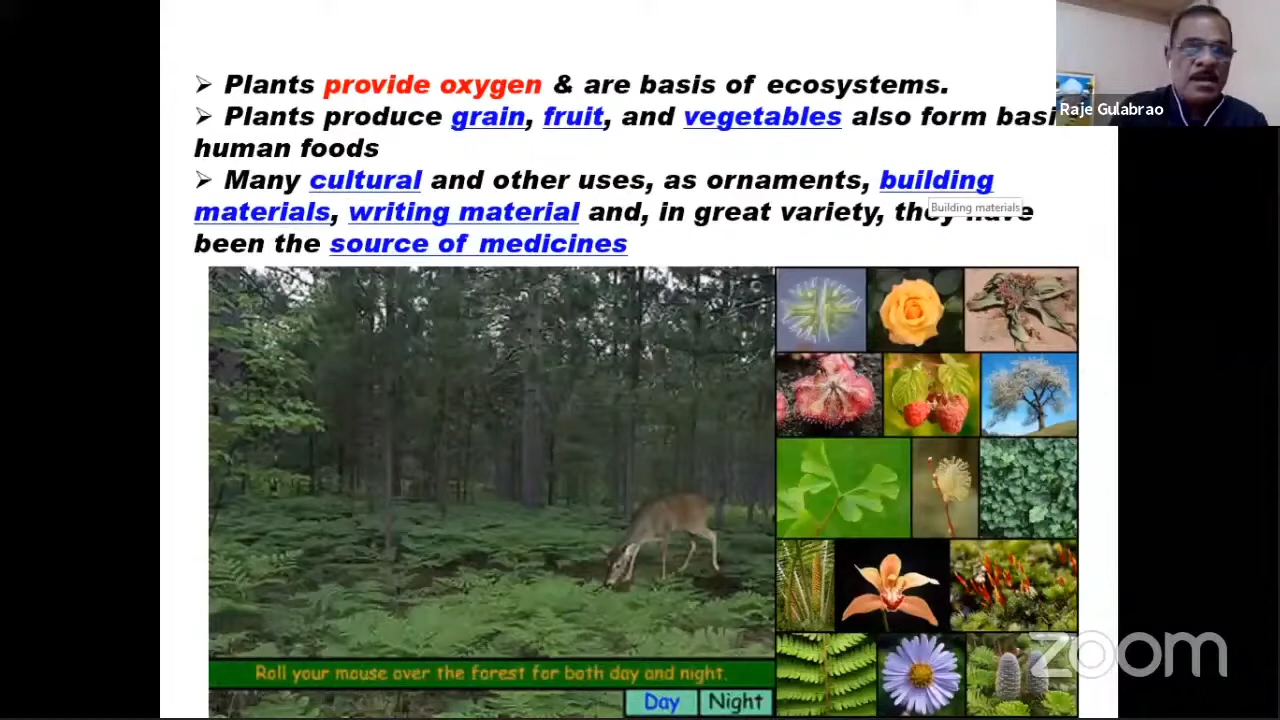 ➢ Plants provide oxygen & are basis of ecosystems.
Raje Gulabrao
➢ Plants produce grain, fruit, and vegetables also form basi
human foods
➢ Many cultural and other uses, as ornaments, building
Building materials
materials, writing material and, in great variety, they have
been the source of medicines
Roll your mouse over the forest for both day and night.
Day Night
zoom